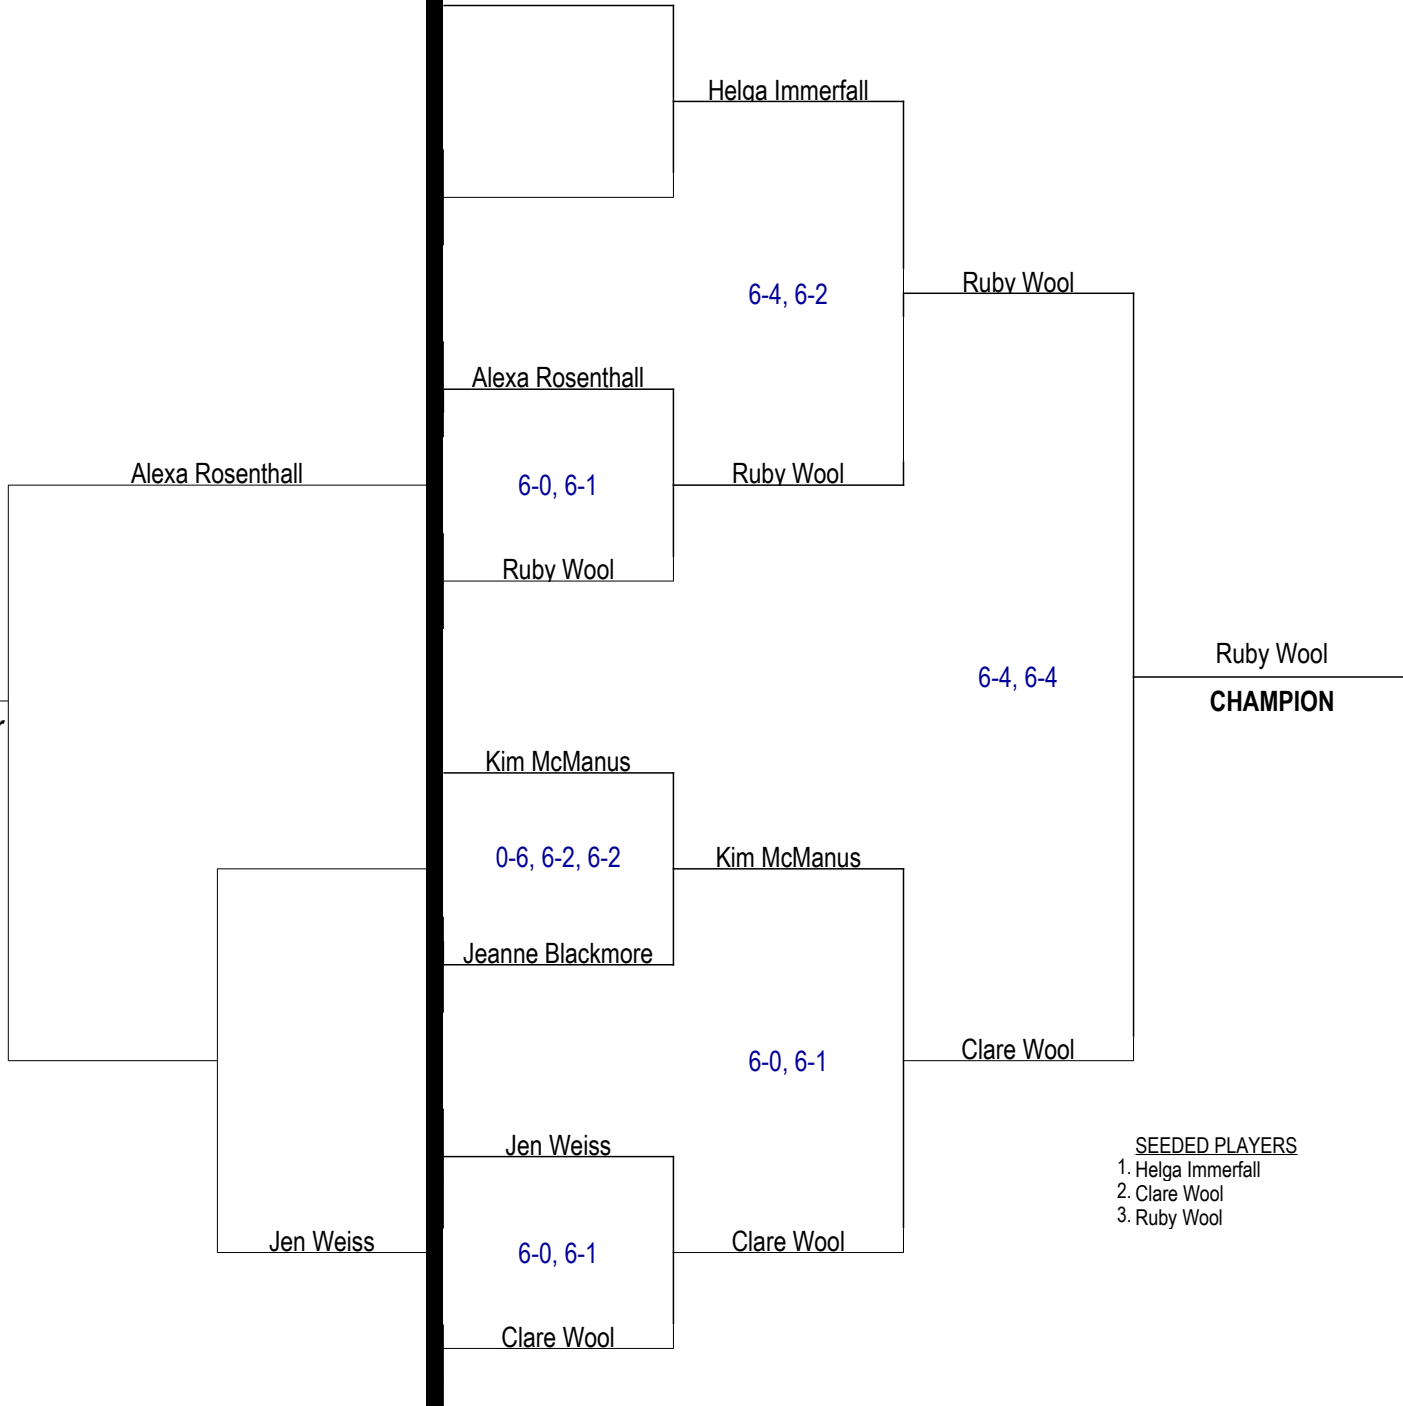 Helga Immerfall
6-4, 6-2
Ruby Wool
Alexa Rosenthall
Alexa Rosenthall
6-0, 6-1
Ruby Wool
Ruby Wool
Ruby Wool
6-4, 6-4
CHAMPION
Kim McManus
0-6, 6-2, 6-2
Kim McManus
Jeanne Blackmore
6-0, 6-1
Clare Wool
Jen Weiss
Jen Weiss
6-0, 6-1
Clare Wool
Clare Wool
SEEDED PLAYERS
1. Helga Immerfall
2. Clare Wool
3. Ruby Wool